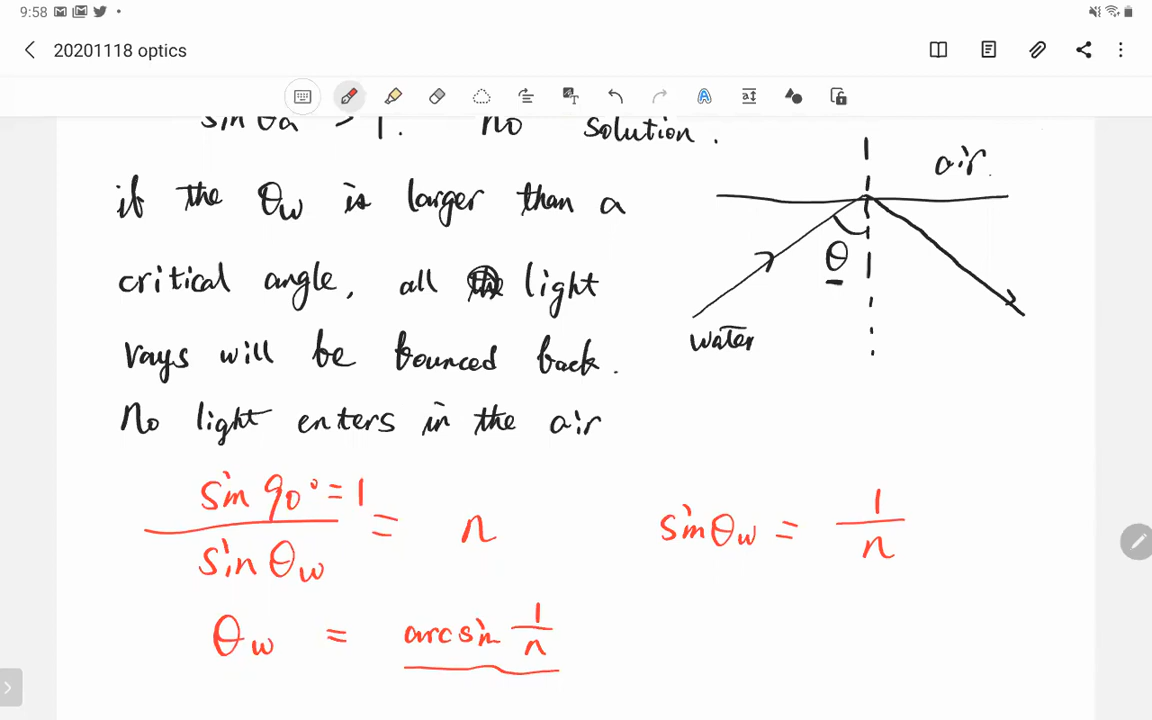 9:58
20201118 optics
sin θa > 1. No solution.
if the θw is larger than a
critical angle, all light
rays will be bounced back.
No light enters in the air
air.
θ
water
sin 90° = 1
sin θw
= n
sin θw = 1/n
θw = arcsin 1/n